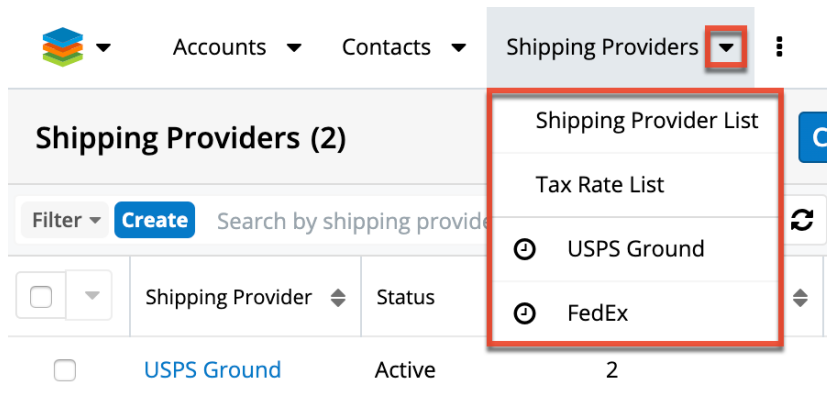 Accounts Contacts Shipping Providers
Shipping Providers (2)
Shipping Provider List
Tax Rate List
Filter Create Search by shipping provide
USPS Ground
Shipping Provider Status
FedEx
USPS Ground Active 2